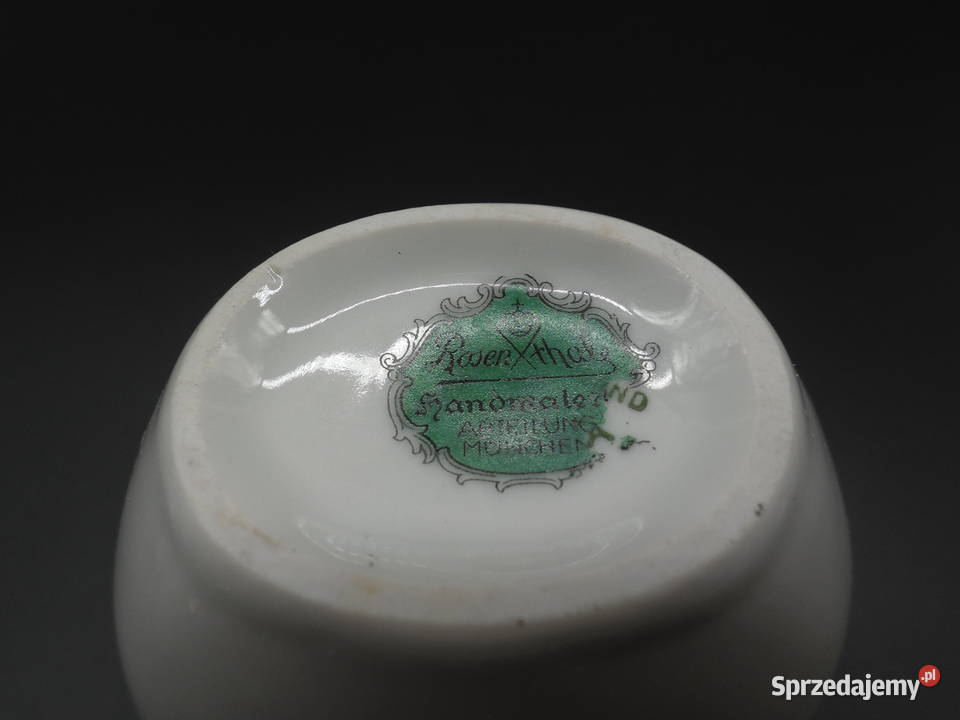 Rosenthal
Handmalerei
ABTEILUNG
MÜNCHEN
Sprzedajemy.pl